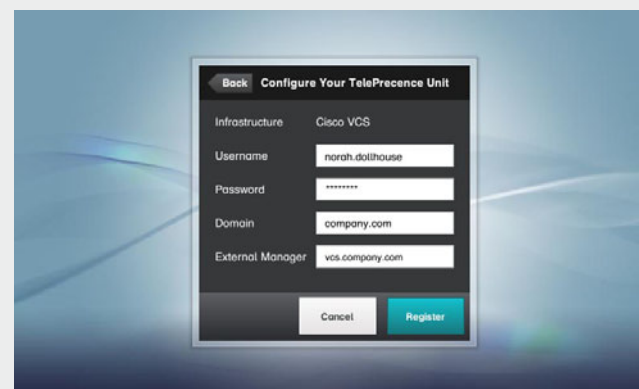 Back Configure Your TelePrecence Unit
Infrastructure Cisco VCS
Username norah.dollhouse
Password ********
Domain company.com
External Manager vcs.company.com
Cancel Register